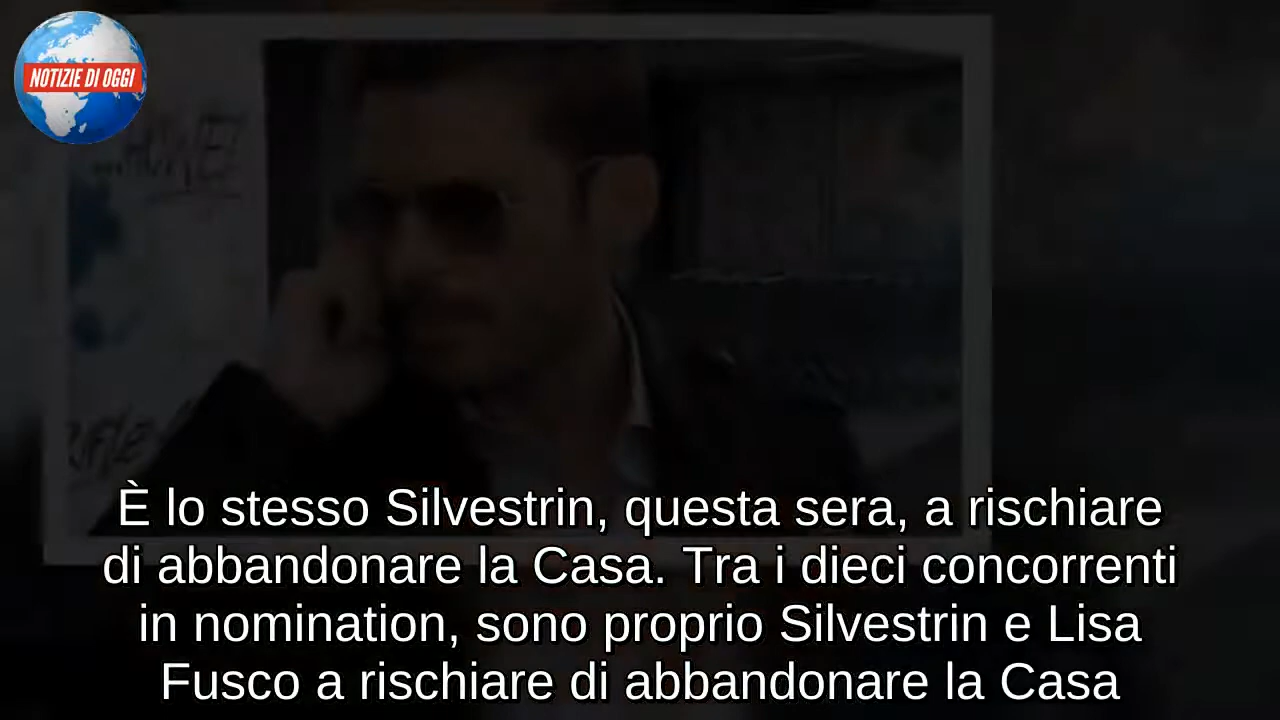 NOTIZIE DI OGGI
È lo stesso Silvestrin, questa sera, a rischiare
di abbandonare la Casa. Tra i dieci concorrenti
in nomination, sono proprio Silvestrin e Lisa
Fusco a rischiare di abbandonare la Casa